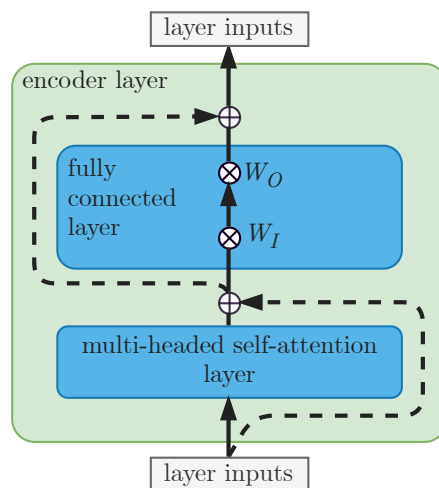 layer inputs
encoder layer
fully
connected
layer
W_O
W_I
multi-headed self-attention
layer
layer inputs